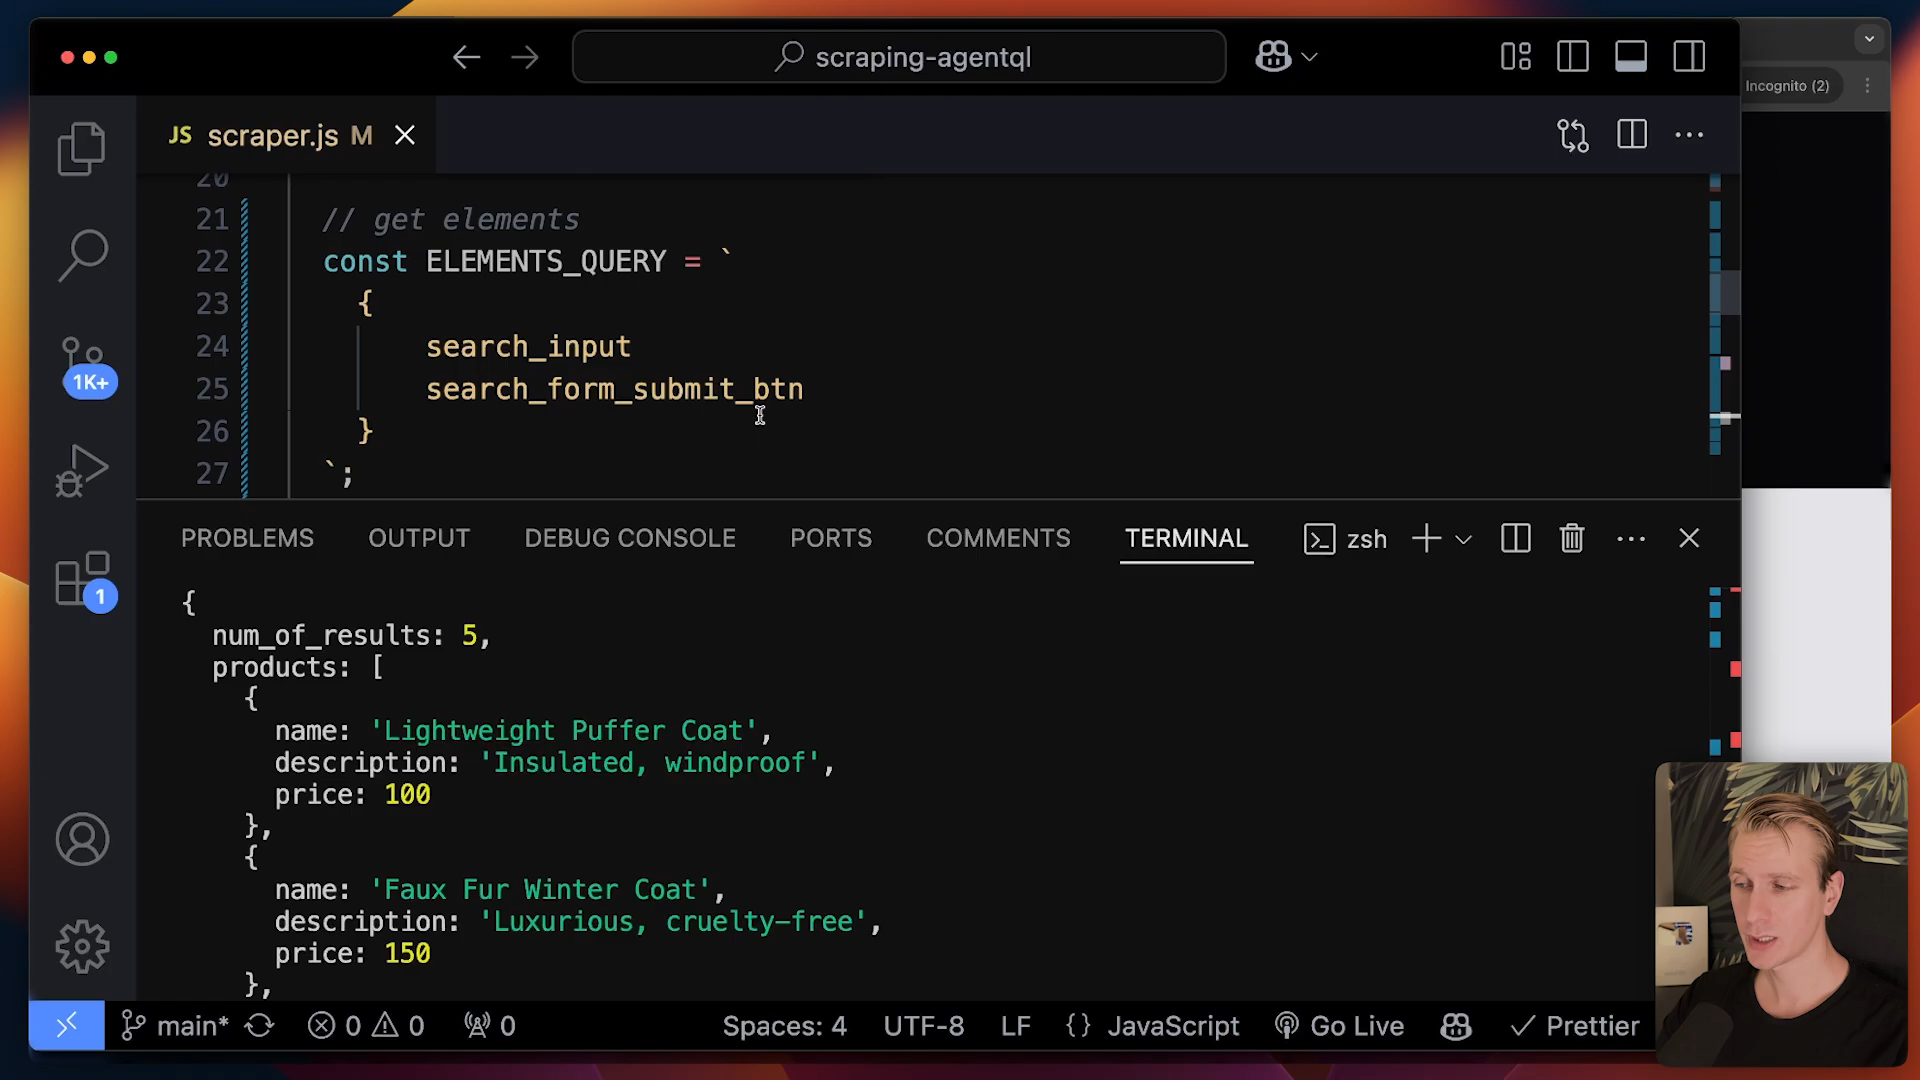 scraping-agentql
Incognito (2)
JS scraper.js M
20
21 // get elements
22 const ELEMENTS_QUERY = `
23 {
24 search_input
25 search_form_submit_btn
26 }
27 `;
1K+
1
PROBLEMS OUTPUT DEBUG CONSOLE PORTS COMMENTS TERMINAL zsh
{
num_of_results: 5,
products: [
{
name: 'Lightweight Puffer Coat',
description: 'Insulated, windproof',
price: 100
},
{
name: 'Faux Fur Winter Coat',
description: 'Luxurious, cruelty-free',
price: 150
},
main* 0 0 0 Spaces: 4 UTF-8 LF {} JavaScript Go Live Prettier